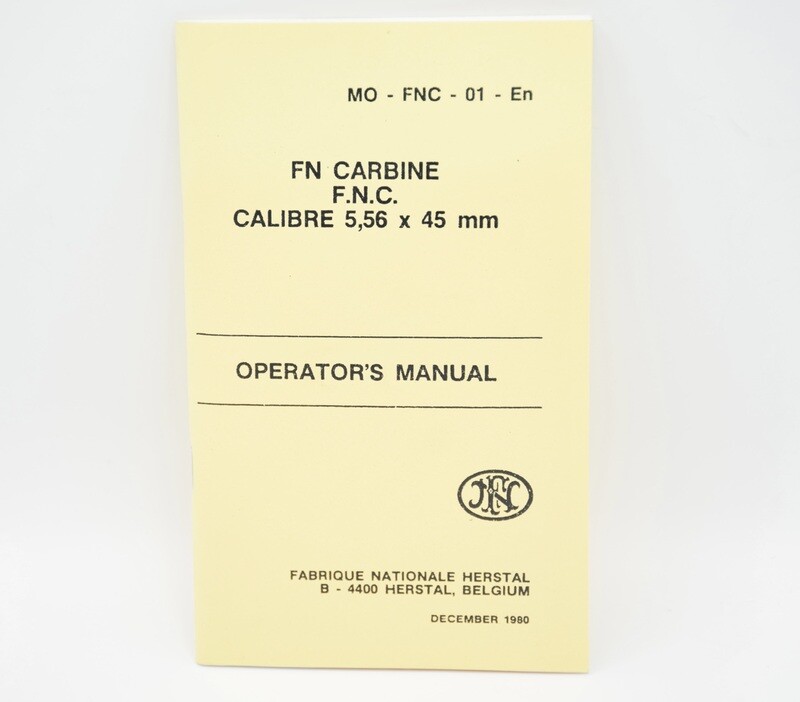 MO - FNC - 01 - En
FN CARBINE
F.N.C.
CALIBRE 5,56 x 45 mm
OPERATOR'S MANUAL
FN
FABRIQUE NATIONALE HERSTAL
B - 4400 HERSTAL, BELGIUM
DECEMBER 1980